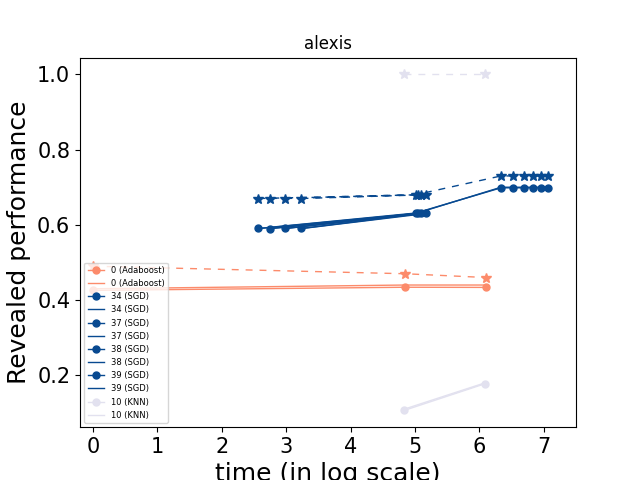 alexis
Revealed performance
1.0
0.8
0.6
0.4
0.2
0 (Adaboost)
0 (Adaboost)
34 (SGD)
34 (SGD)
37 (SGD)
37 (SGD)
38 (SGD)
38 (SGD)
39 (SGD)
39 (SGD)
10 (KNN)
10 (KNN)
0 1 2 3 4 5 6 7
time (in log scale)